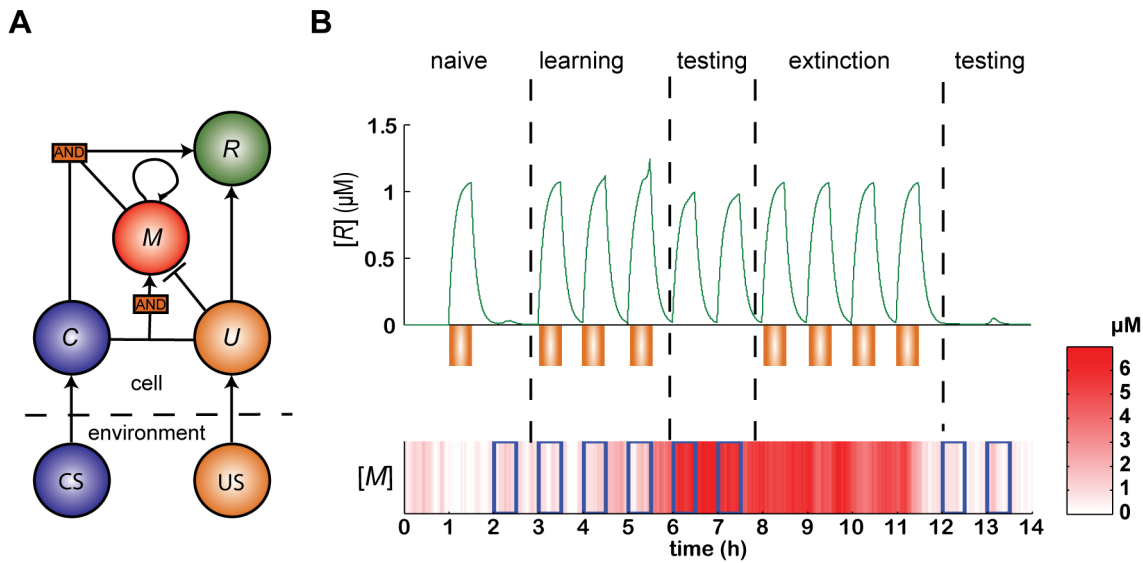 A
AND
R
M
AND
C
U
cell
environment
CS
US
B
naive learning testing extinction testing
1.5
1
0.5
0
[R] (µM)
µM
6
5
4
3
2
1
0
[M]
0 1 2 3 4 5 6 7 8 9 10 11 12 13 14
time (h)